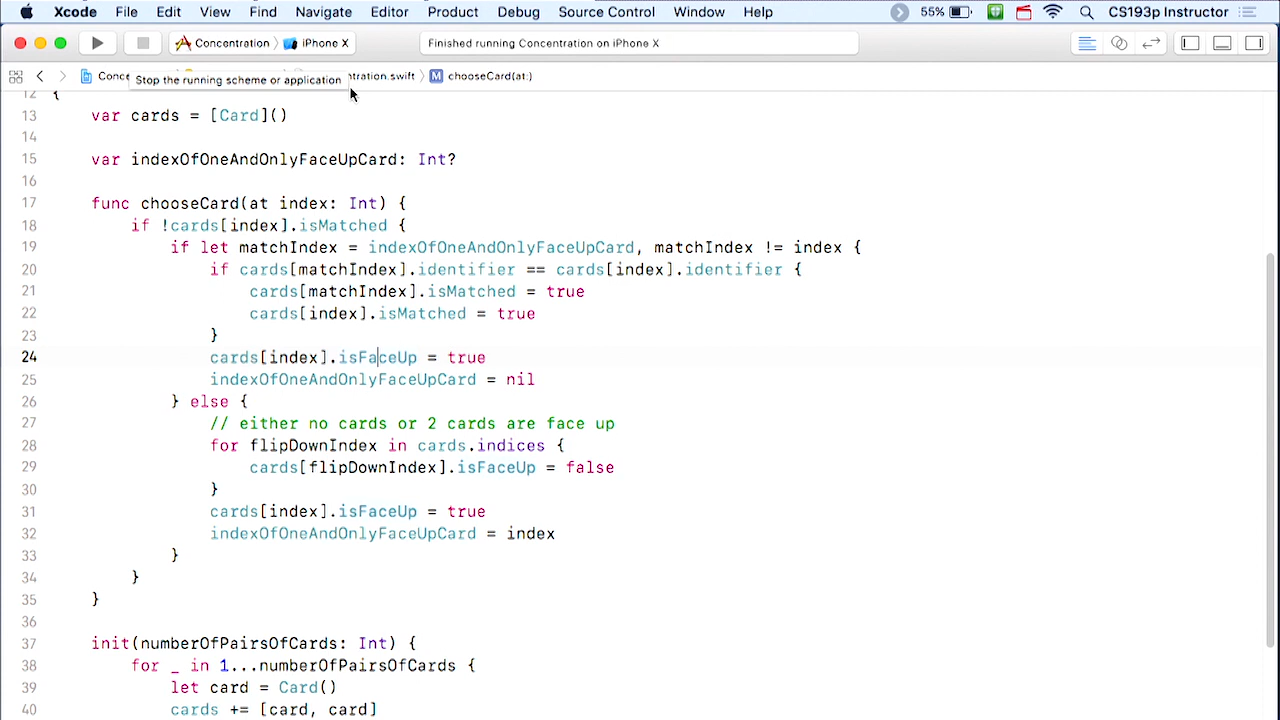 Xcode File Edit View Find Navigate Editor Product Debug Source Control Window Help 55% CS193p Instructor
Concentration iPhone X Finished running Concentration on iPhone X
Conce ntration.swift M chooseCard(at:)
Stop the running scheme or application
12 {
13 var cards = [Card]()
14
15 var indexOfOneAndOnlyFaceUpCard: Int?
16
17 func chooseCard(at index: Int) {
18 if !cards[index].isMatched {
19 if let matchIndex = indexOfOneAndOnlyFaceUpCard, matchIndex != index {
20 if cards[matchIndex].identifier == cards[index].identifier {
21 cards[matchIndex].isMatched = true
22 cards[index].isMatched = true
23 }
24 cards[index].isFaceUp = true
25 indexOfOneAndOnlyFaceUpCard = nil
26 } else {
27 // either no cards or 2 cards are face up
28 for flipDownIndex in cards.indices {
29 cards[flipDownIndex].isFaceUp = false
30 }
31 cards[index].isFaceUp = true
32 indexOfOneAndOnlyFaceUpCard = index
33 }
34 }
35 }
36
37 init(numberOfPairsOfCards: Int) {
38 for _ in 1...numberOfPairsOfCards {
39 let card = Card()
40 cards += [card, card]